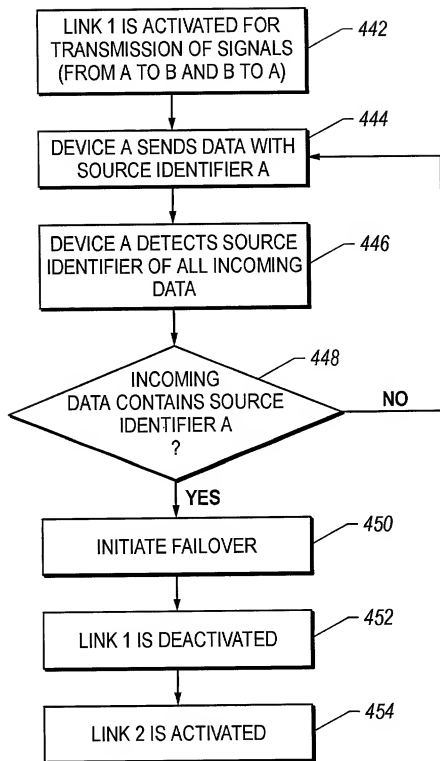 LINK 1 IS ACTIVATED FOR
TRANSMISSION OF SIGNALS
(FROM A TO B AND B TO A)
442
DEVICE A SENDS DATA WITH
SOURCE IDENTIFIER A
444
DEVICE A DETECTS SOURCE
IDENTIFIER OF ALL INCOMING
DATA
446
INCOMING
DATA CONTAINS SOURCE
IDENTIFIER A
?
448
NO
YES
INITIATE FAILOVER
450
LINK 1 IS DEACTIVATED
452
LINK 2 IS ACTIVATED
454